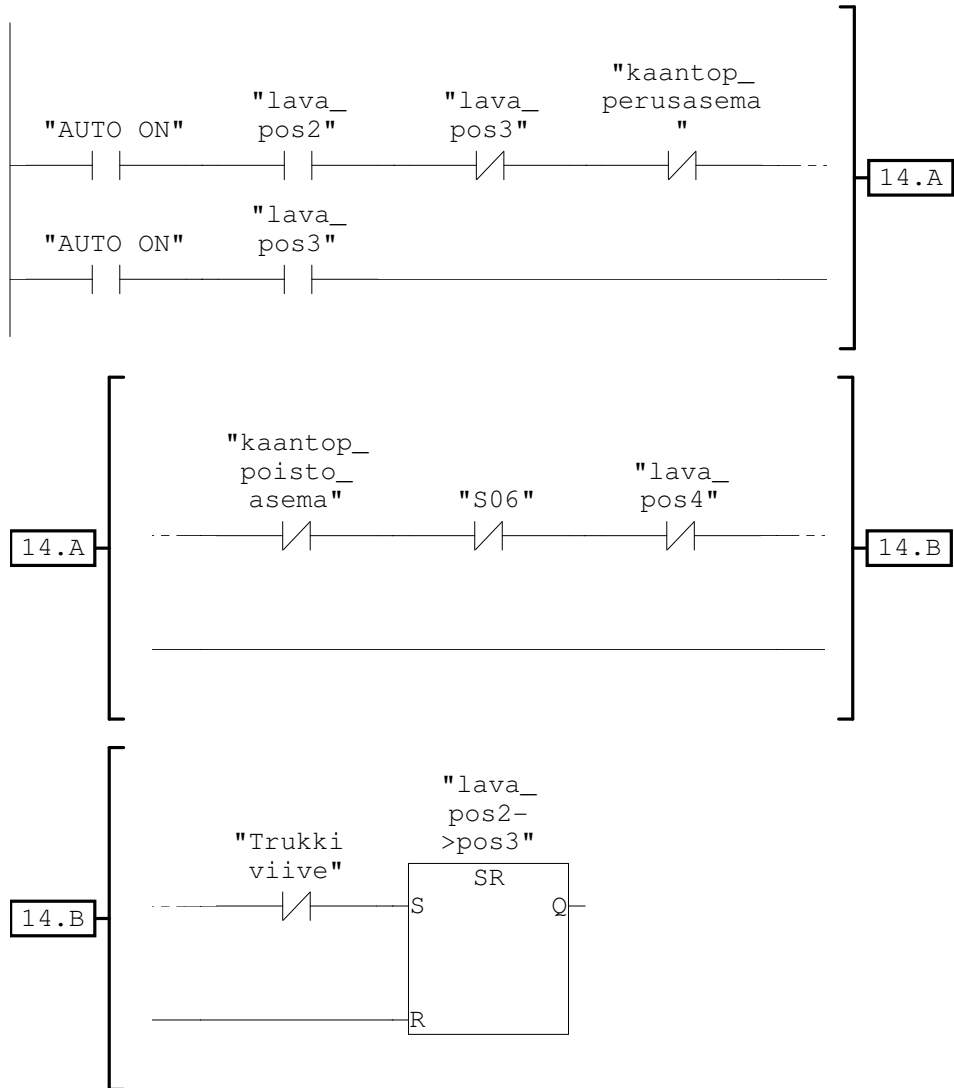 "kaantop_
"lava_ "lava_ perusasema
"AUTO ON" pos2" pos3" "
14.A
"lava_
"AUTO ON" pos3"
"kaantop_
poisto_ "lava_
asema" "S06" pos4"
14.A 14.B
"lava_
pos2-
"Trukki >pos3"
viive" SR
14.B S Q
R